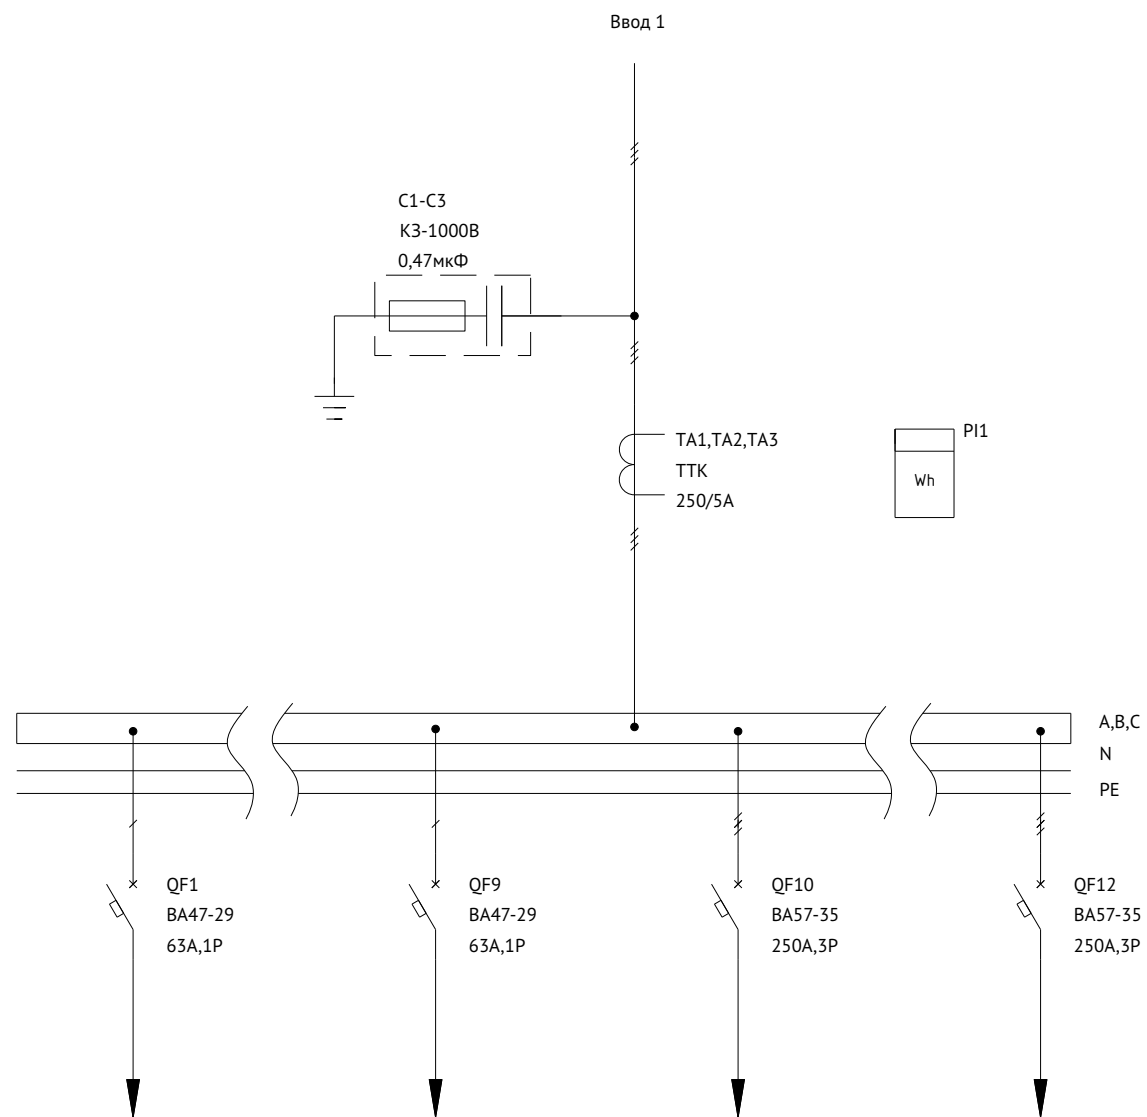 Ввод 1
C1-C3
КЗ-1000В
0,47мкФ
TA1,TA2,TA3
ТТК
250/5А
PI1
Wh
A,B,C
N
PE
QF1
ВА47-29
63А,1Р
QF9
ВА47-29
63А,1Р
QF10
ВА57-35
250А,3Р
QF12
ВА57-35
250А,3Р